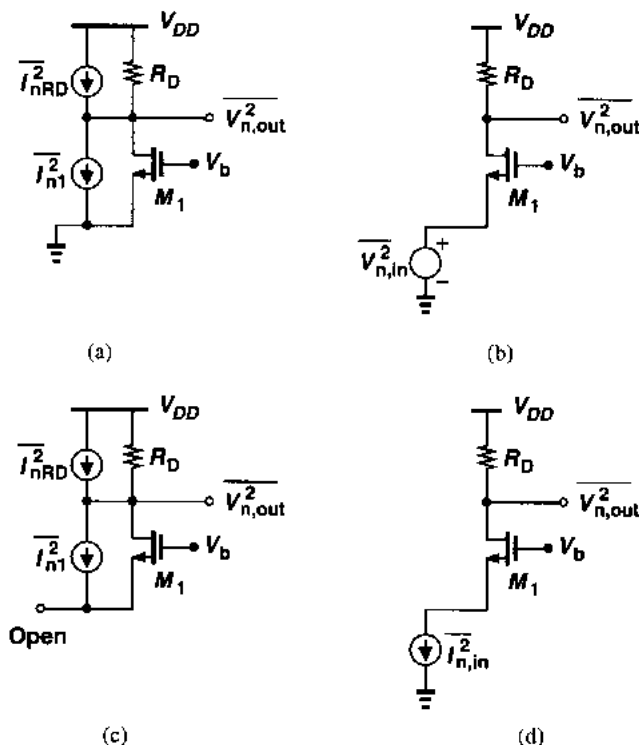 V_DD
I²_nRD
R_D
V²_n,out
I²_n1
V_b
M_1
(a)
V_DD
R_D
V²_n,out
V_b
M_1
V²_n,in
+
−
(b)
V_DD
I²_nRD
R_D
V²_n,out
I²_n1
V_b
M_1
Open
(c)
V_DD
R_D
V²_n,out
V_b
M_1
I²_n,in
(d)